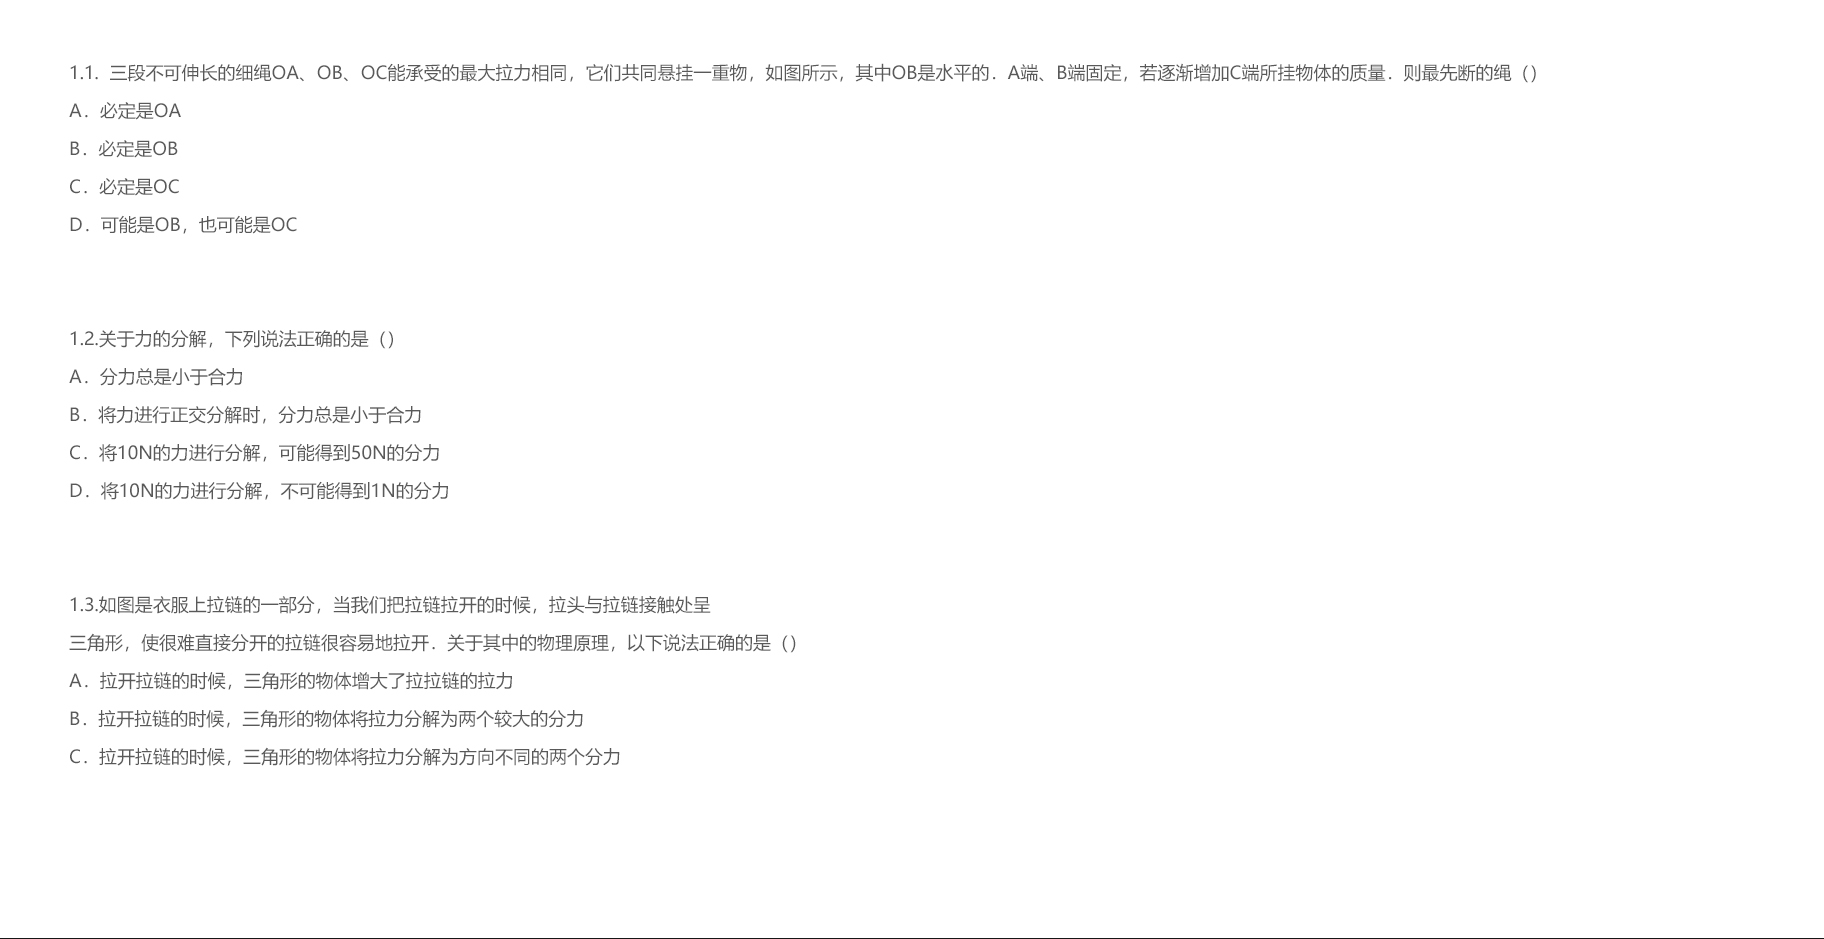 1.1. 三段不可伸长的细绳OA、OB、OC能承受的最大拉力相同，它们共同悬挂一重物，如图所示，其中OB是水平的．A端、B端固定，若逐渐增加C端所挂物体的质量．则最先断的绳（）
A．必定是OA
B．必定是OB
C．必定是OC
D．可能是OB，也可能是OC
1.2.关于力的分解，下列说法正确的是（）
A．分力总是小于合力
B．将力进行正交分解时，分力总是小于合力
C．将10N的力进行分解，可能得到50N的分力
D．将10N的力进行分解，不可能得到1N的分力
1.3.如图是衣服上拉链的一部分，当我们把拉链拉开的时候，拉头与拉链接触处呈
三角形，使很难直接分开的拉链很容易地拉开．关于其中的物理原理，以下说法正确的是（）
A．拉开拉链的时候，三角形的物体增大了拉拉链的拉力
B．拉开拉链的时候，三角形的物体将拉力分解为两个较大的分力
C．拉开拉链的时候，三角形的物体将拉力分解为方向不同的两个分力